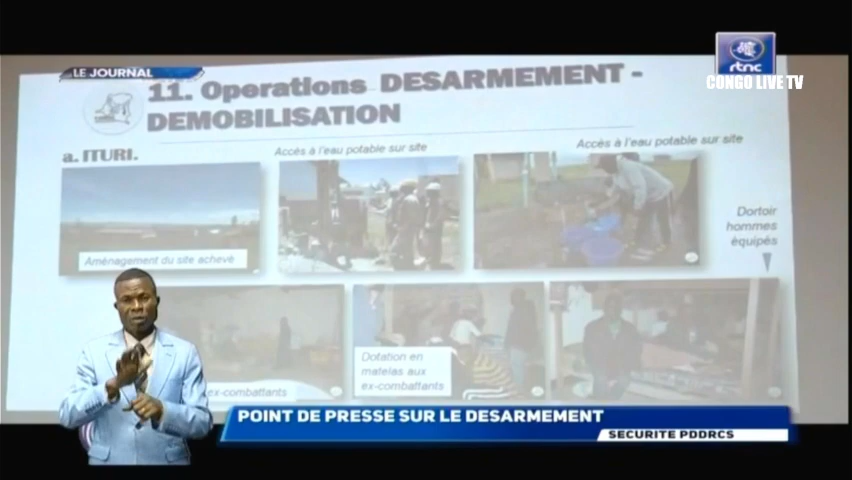 LE JOURNAL
rtnc
CONGO LIVE TV
11. Operations DESARMEMENT -
DEMOBILISATION
a. ITURI.
Accès à l'eau potable sur site
Accès à l'eau potable sur site
Dortoir
hommes
équipés
Aménagement du site achevé
Dotation en
matelas aux
ex-combattants
ex-combattants
POINT DE PRESSE SUR LE DESARMEMENT
SECURITE PDDRCS